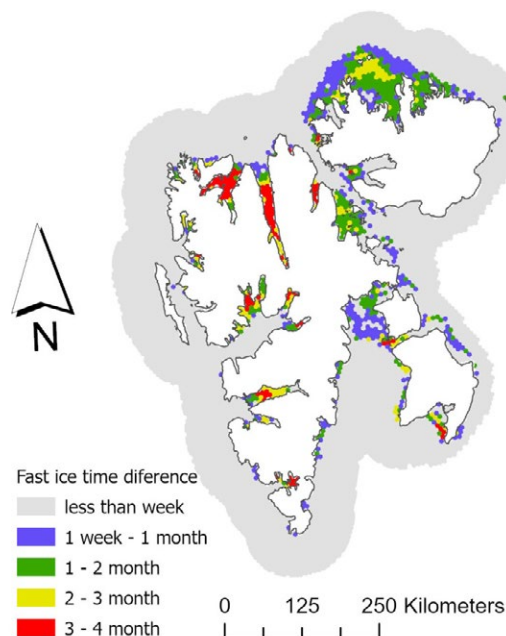 N
Fast ice time diference
less than week
1 week - 1 month
1 - 2 month
2 - 3 month
3 - 4 month
0 125 250 Kilometers